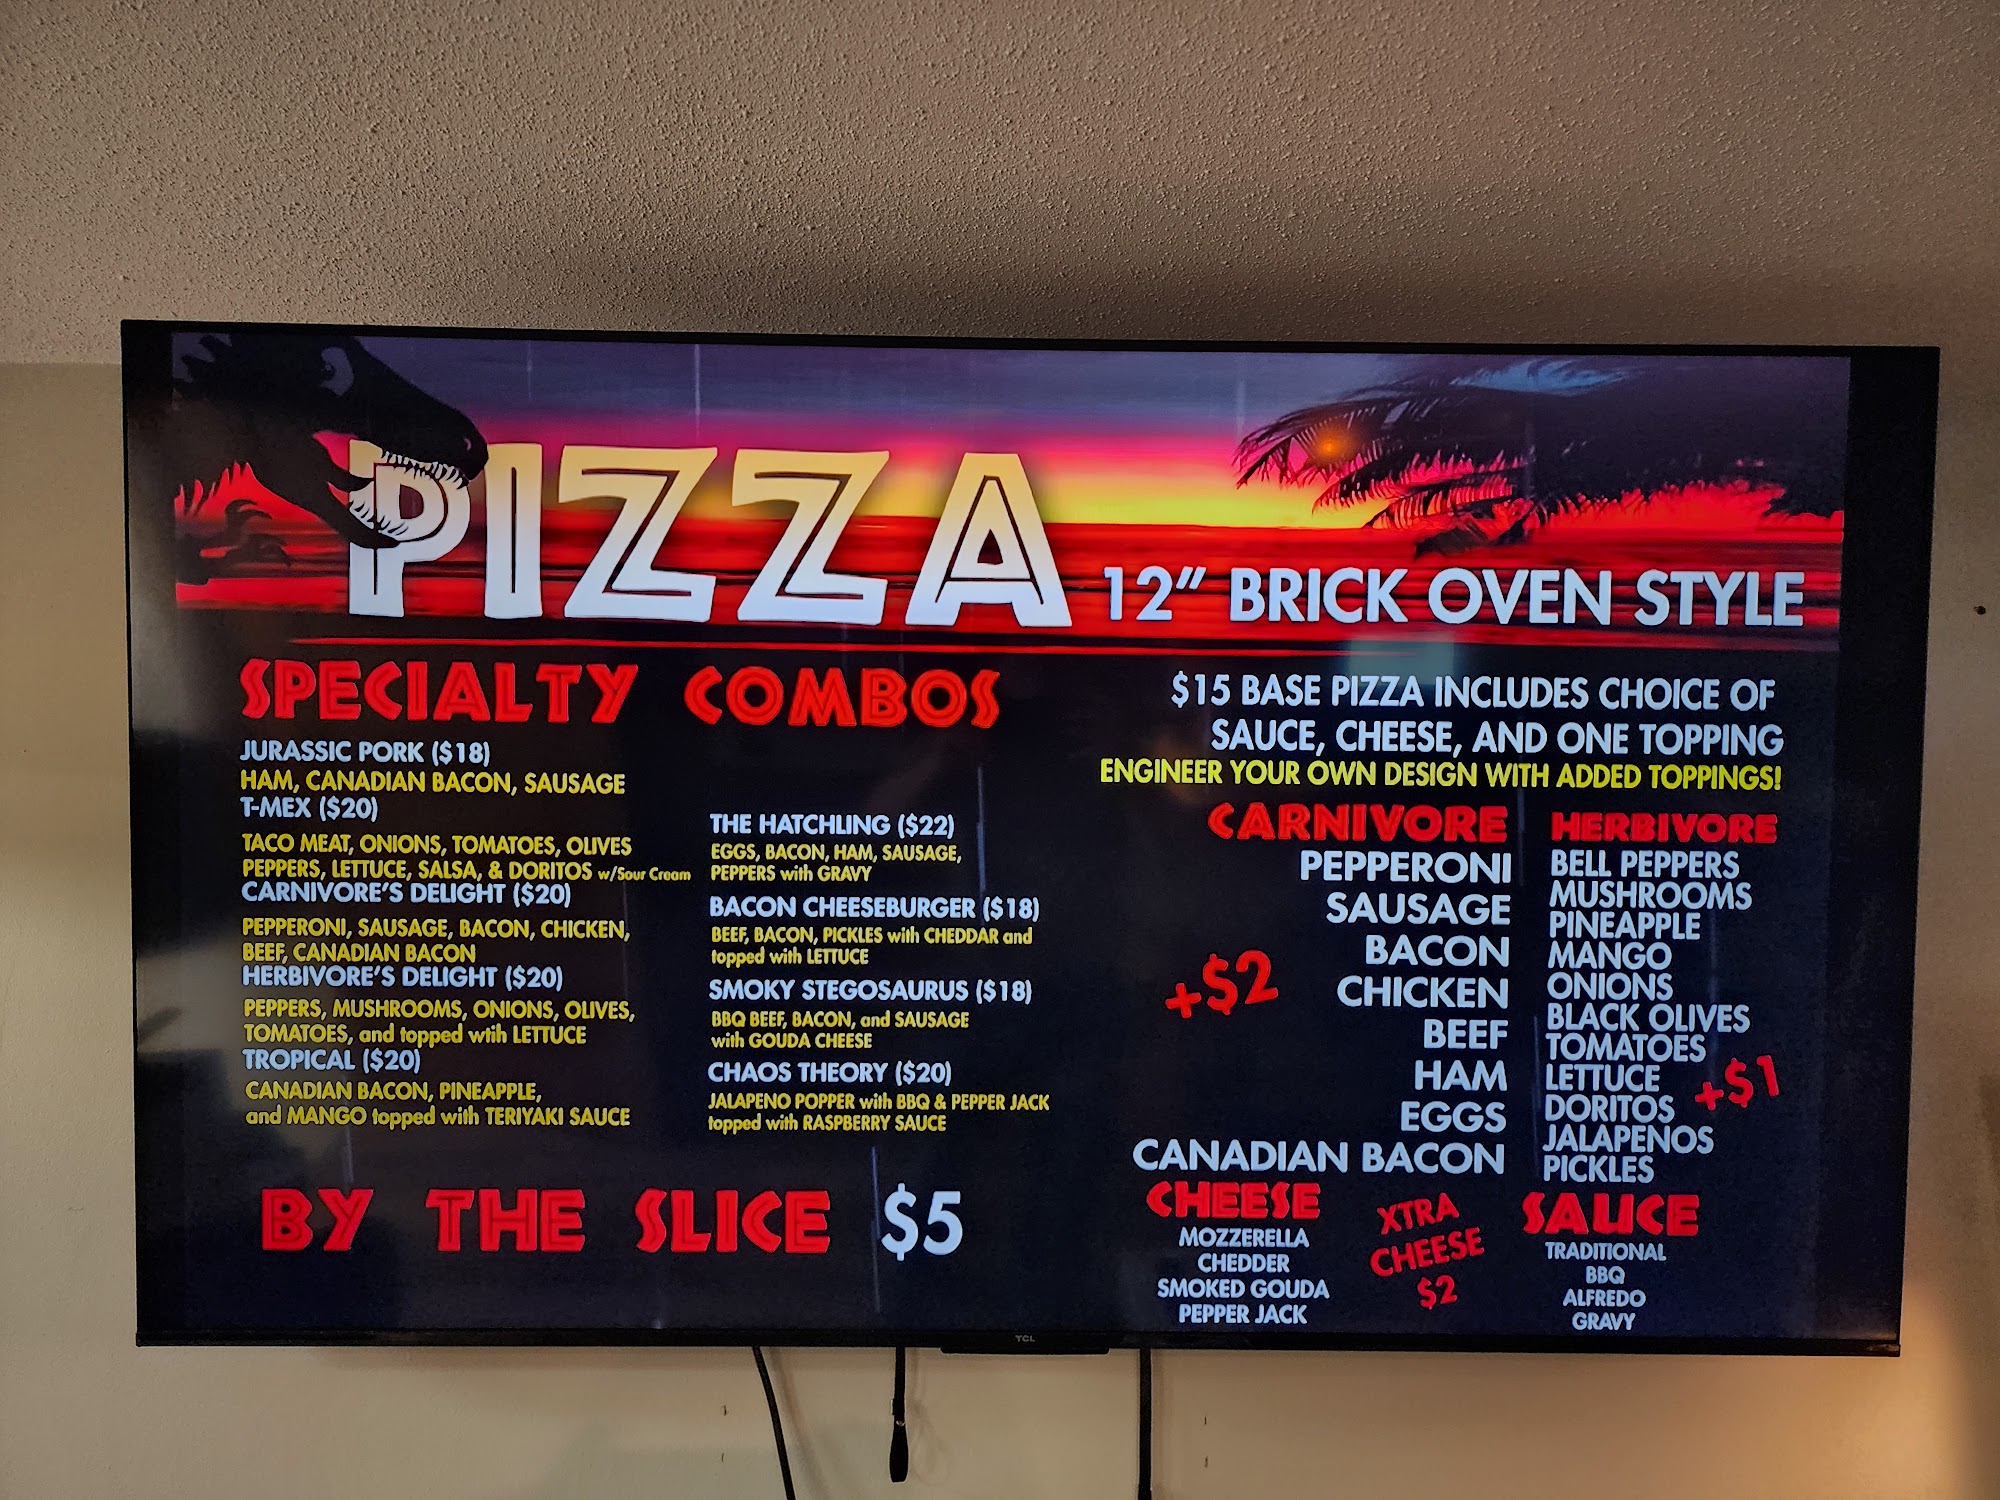 PIZZA 12" BRICK OVEN STYLE
SPECIALTY COMBOS
JURASSIC PORK ($18)
HAM, CANADIAN BACON, SAUSAGE
T-MEX ($20)
TACO MEAT, ONIONS, TOMATOES, OLIVES
PEPPERS, LETTUCE, SALSA, & DORITOS w/Sour Cream
CARNIVORE'S DELIGHT ($20)
PEPPERONI, SAUSAGE, BACON, CHICKEN,
BEEF, CANADIAN BACON
HERBIVORE'S DELIGHT ($20)
PEPPERS, MUSHROOMS, ONIONS, OLIVES,
TOMATOES, and topped wtih LETTUCE
TROPICAL ($20)
CANADIAN BACON, PINEAPPLE,
and MANGO topped with TERIYAKI SAUCE
THE HATCHLING ($22)
EGGS, BACON, HAM, SAUSAGE,
PEPPERS with GRAVY
BACON CHEESEBURGER ($18)
BEEF, BACON, PICKLES with CHEDDAR and
topped with LETTUCE
SMOKY STEGOSAURUS ($18)
BBQ BEEF, BACON, and SAUSAGE
with GOUDA CHEESE
CHAOS THEORY ($20)
JALAPENO POPPER with BBQ & PEPPER JACK
topped with RASPBERRY SAUCE
BY THE SLICE $5
$15 BASE PIZZA INCLUDES CHOICE OF
SAUCE, CHEESE, AND ONE TOPPING
ENGINEER YOUR OWN DESIGN WITH ADDED TOPPINGS!
CARNIVORE
PEPPERONI
SAUSAGE
BACON
CHICKEN
BEEF
HAM
EGGS
CANADIAN BACON
+$2
HERBIVORE
BELL PEPPERS
MUSHROOMS
PINEAPPLE
MANGO
ONIONS
BLACK OLIVES
TOMATOES
LETTUCE
DORITOS
JALAPENOS
PICKLES
+$1
CHEESE
MOZZERELLA
CHEDDER
SMOKED GOUDA
PEPPER JACK
XTRA
CHEESE
$2
SAUCE
TRADITIONAL
BBQ
ALFREDO
GRAVY
TCL